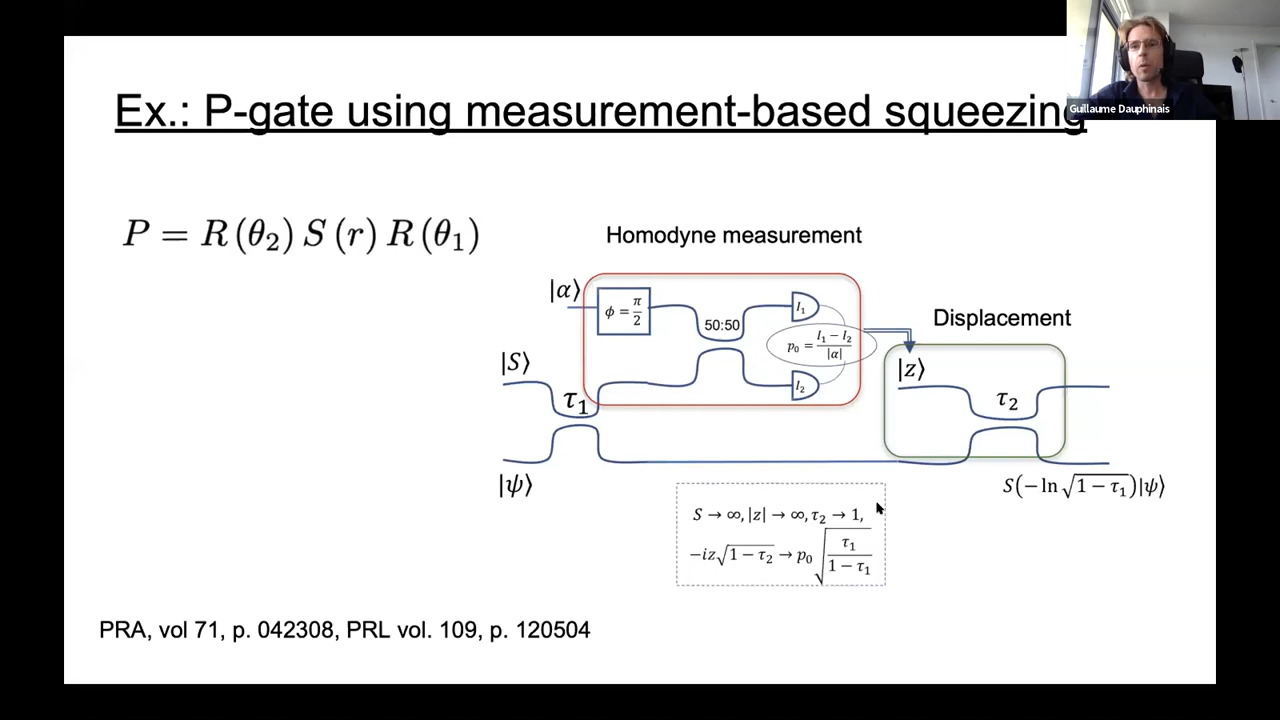 Guillaume Dauphinais
Ex.: P-gate using measurement-based squeezing
P = R(θ₂) S(r) R(θ₁)
Homodyne measurement
|α⟩
ϕ = π/2
50:50
I₁
p₀ = (I₁ − I₂)/|α|
I₂
Displacement
|S⟩
τ₁
|z⟩
τ₂
|ψ⟩
S(−ln √(1 − τ₁))|ψ⟩
S → ∞, |z| → ∞, τ₂ → 1,
−iz√(1 − τ₂) → p₀ √(τ₁/(1 − τ₁))
PRA, vol 71, p. 042308, PRL vol. 109, p. 120504